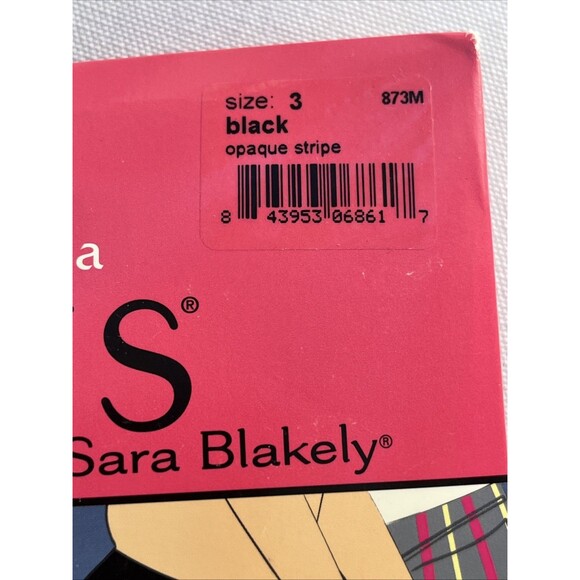 size: 3 873M
black
opaque stripe
8 43953 06861 7
a
S®
Sara Blakely®